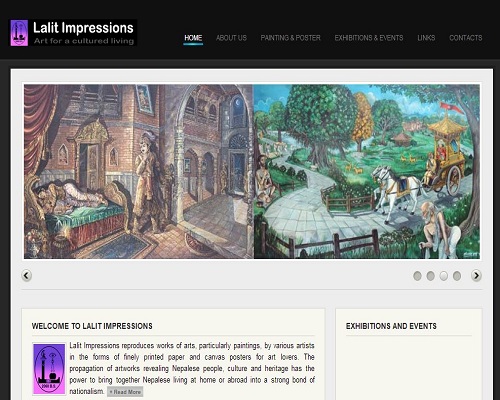 Lalit Impressions
Art for a cultured living
HOME ABOUT US PAINTING & POSTER EXHIBITIONS & EVENTS LINKS CONTACTS
WELCOME TO LALIT IMPRESSIONS
Lalit Impressions reproduces works of arts, particularly paintings, by various artists
in the forms of finely printed paper and canvas posters for art lovers. The
propagation of artworks revealing Nepalese people, culture and heritage has the
power to bring together Nepalese living at home or abroad into a strong bond of
nationalism. + Read More
EXHIBITIONS AND EVENTS